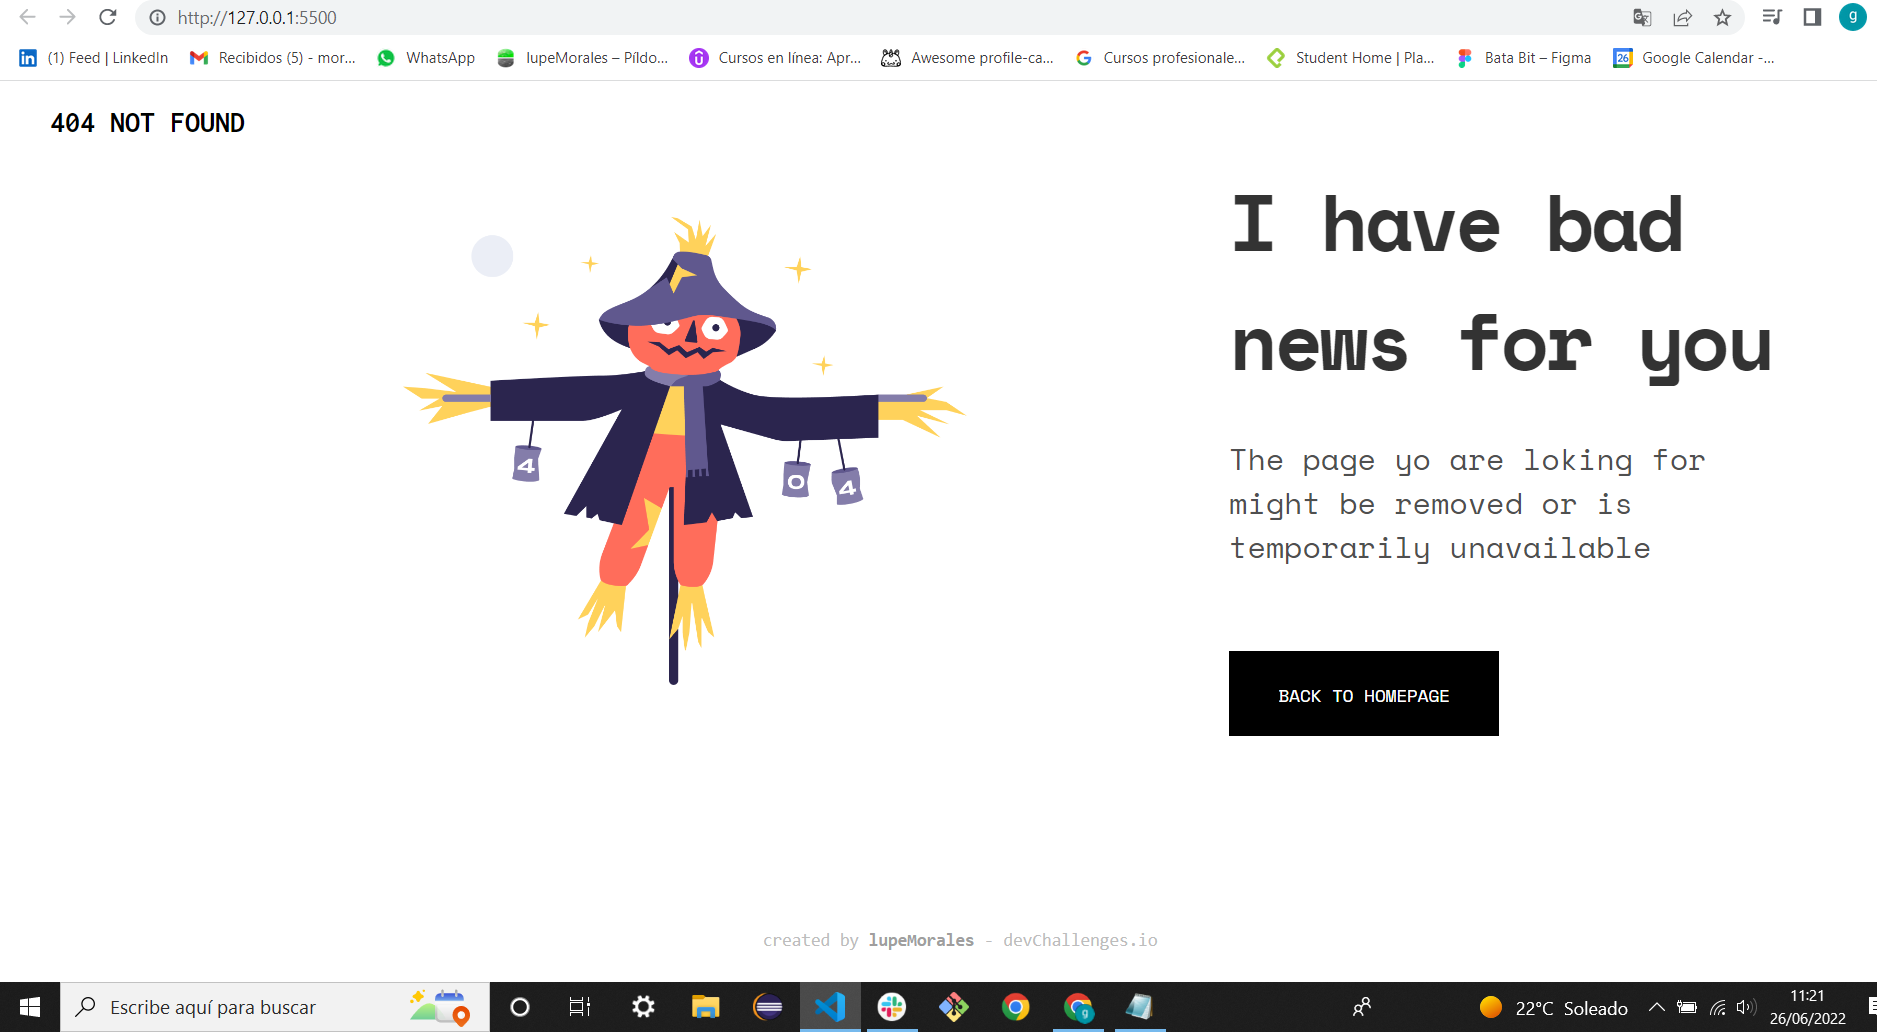 http://127.0.0.1:5500
g
(1) Feed | LinkedIn
Recibidos (5) - mor...
WhatsApp
lupeMorales – Píldo...
Cursos en línea: Apr...
Awesome profile-ca...
Cursos profesionale...
Student Home | Pla...
Bata Bit – Figma
26
Google Calendar -...
404 NOT FOUND
I have bad
news for you
4
0
4
The page yo are loking for
might be removed or is
temporarily unavailable
BACK TO HOMEPAGE
created by lupeMorales - devChallenges.io
Escribe aquí para buscar
g
22°C Soleado
11:21
26/06/2022